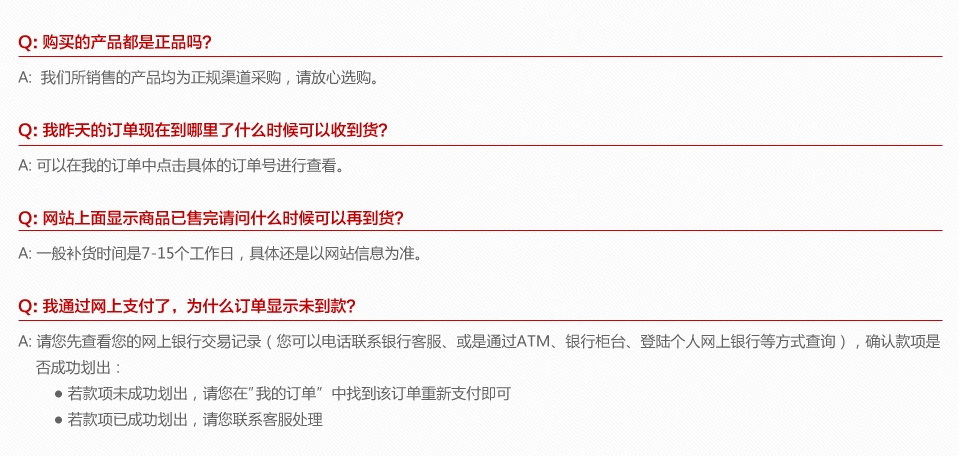 Q: 购买的产品都是正品吗?
A: 我们所销售的产品均为正规渠道采购，请放心选购。
Q: 我昨天的订单现在到哪里了什么时候可以收到货?
A: 可以在我的订单中点击具体的订单号进行查看。
Q: 网站上面显示商品已售完请问什么时候可以再到货?
A: 一般补货时间是7-15个工作日，具体还是以网站信息为准。
Q: 我通过网上支付了，为什么订单显示未到款?
A: 请您先查看您的网上银行交易记录（您可以电话联系银行客服、或是通过ATM、银行柜台、登陆个人网上银行等方式查询），确认款项是
否成功划出：
● 若款项未成功划出，请您在"我的订单" 中找到该订单重新支付即可
● 若款项已成功划出，请您联系客服处理